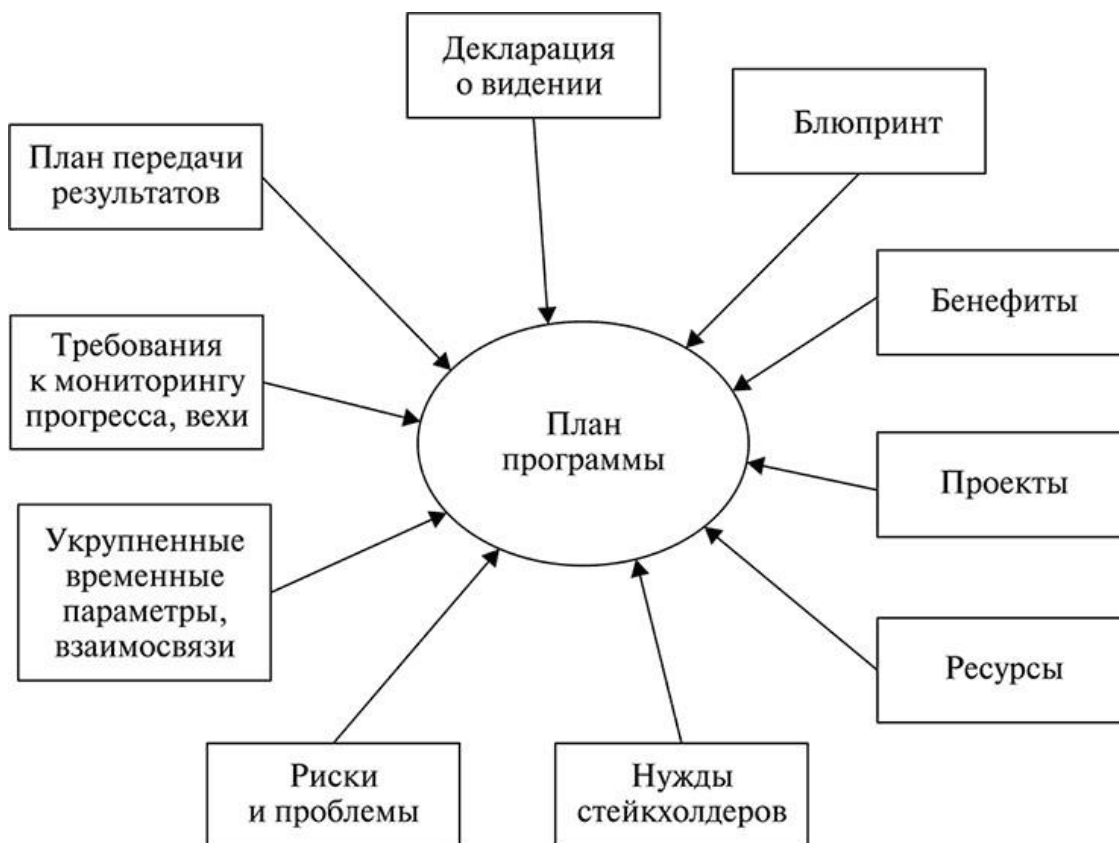 Декларация
о видении
Блюпринт
План передачи
результатов
Бенефиты
Требования
к мониторингу
прогресса, вехи
План
программы
Проекты
Укрупненные
временные
параметры,
взаимосвязи
Ресурсы
Риски
и проблемы
Нужды
стейкхолдеров